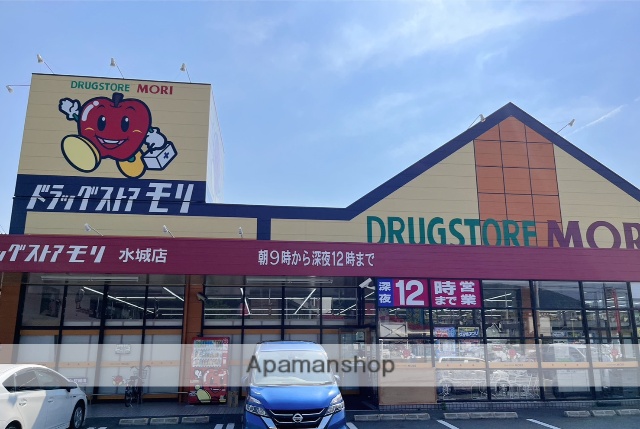 DRUGSTORE MORI
ドラッグストアモリ
DRUGSTORE MORI
ドラッグストアモリ 水城店
朝9時から深夜12時まで
深夜12時まで営業
Apamanshop